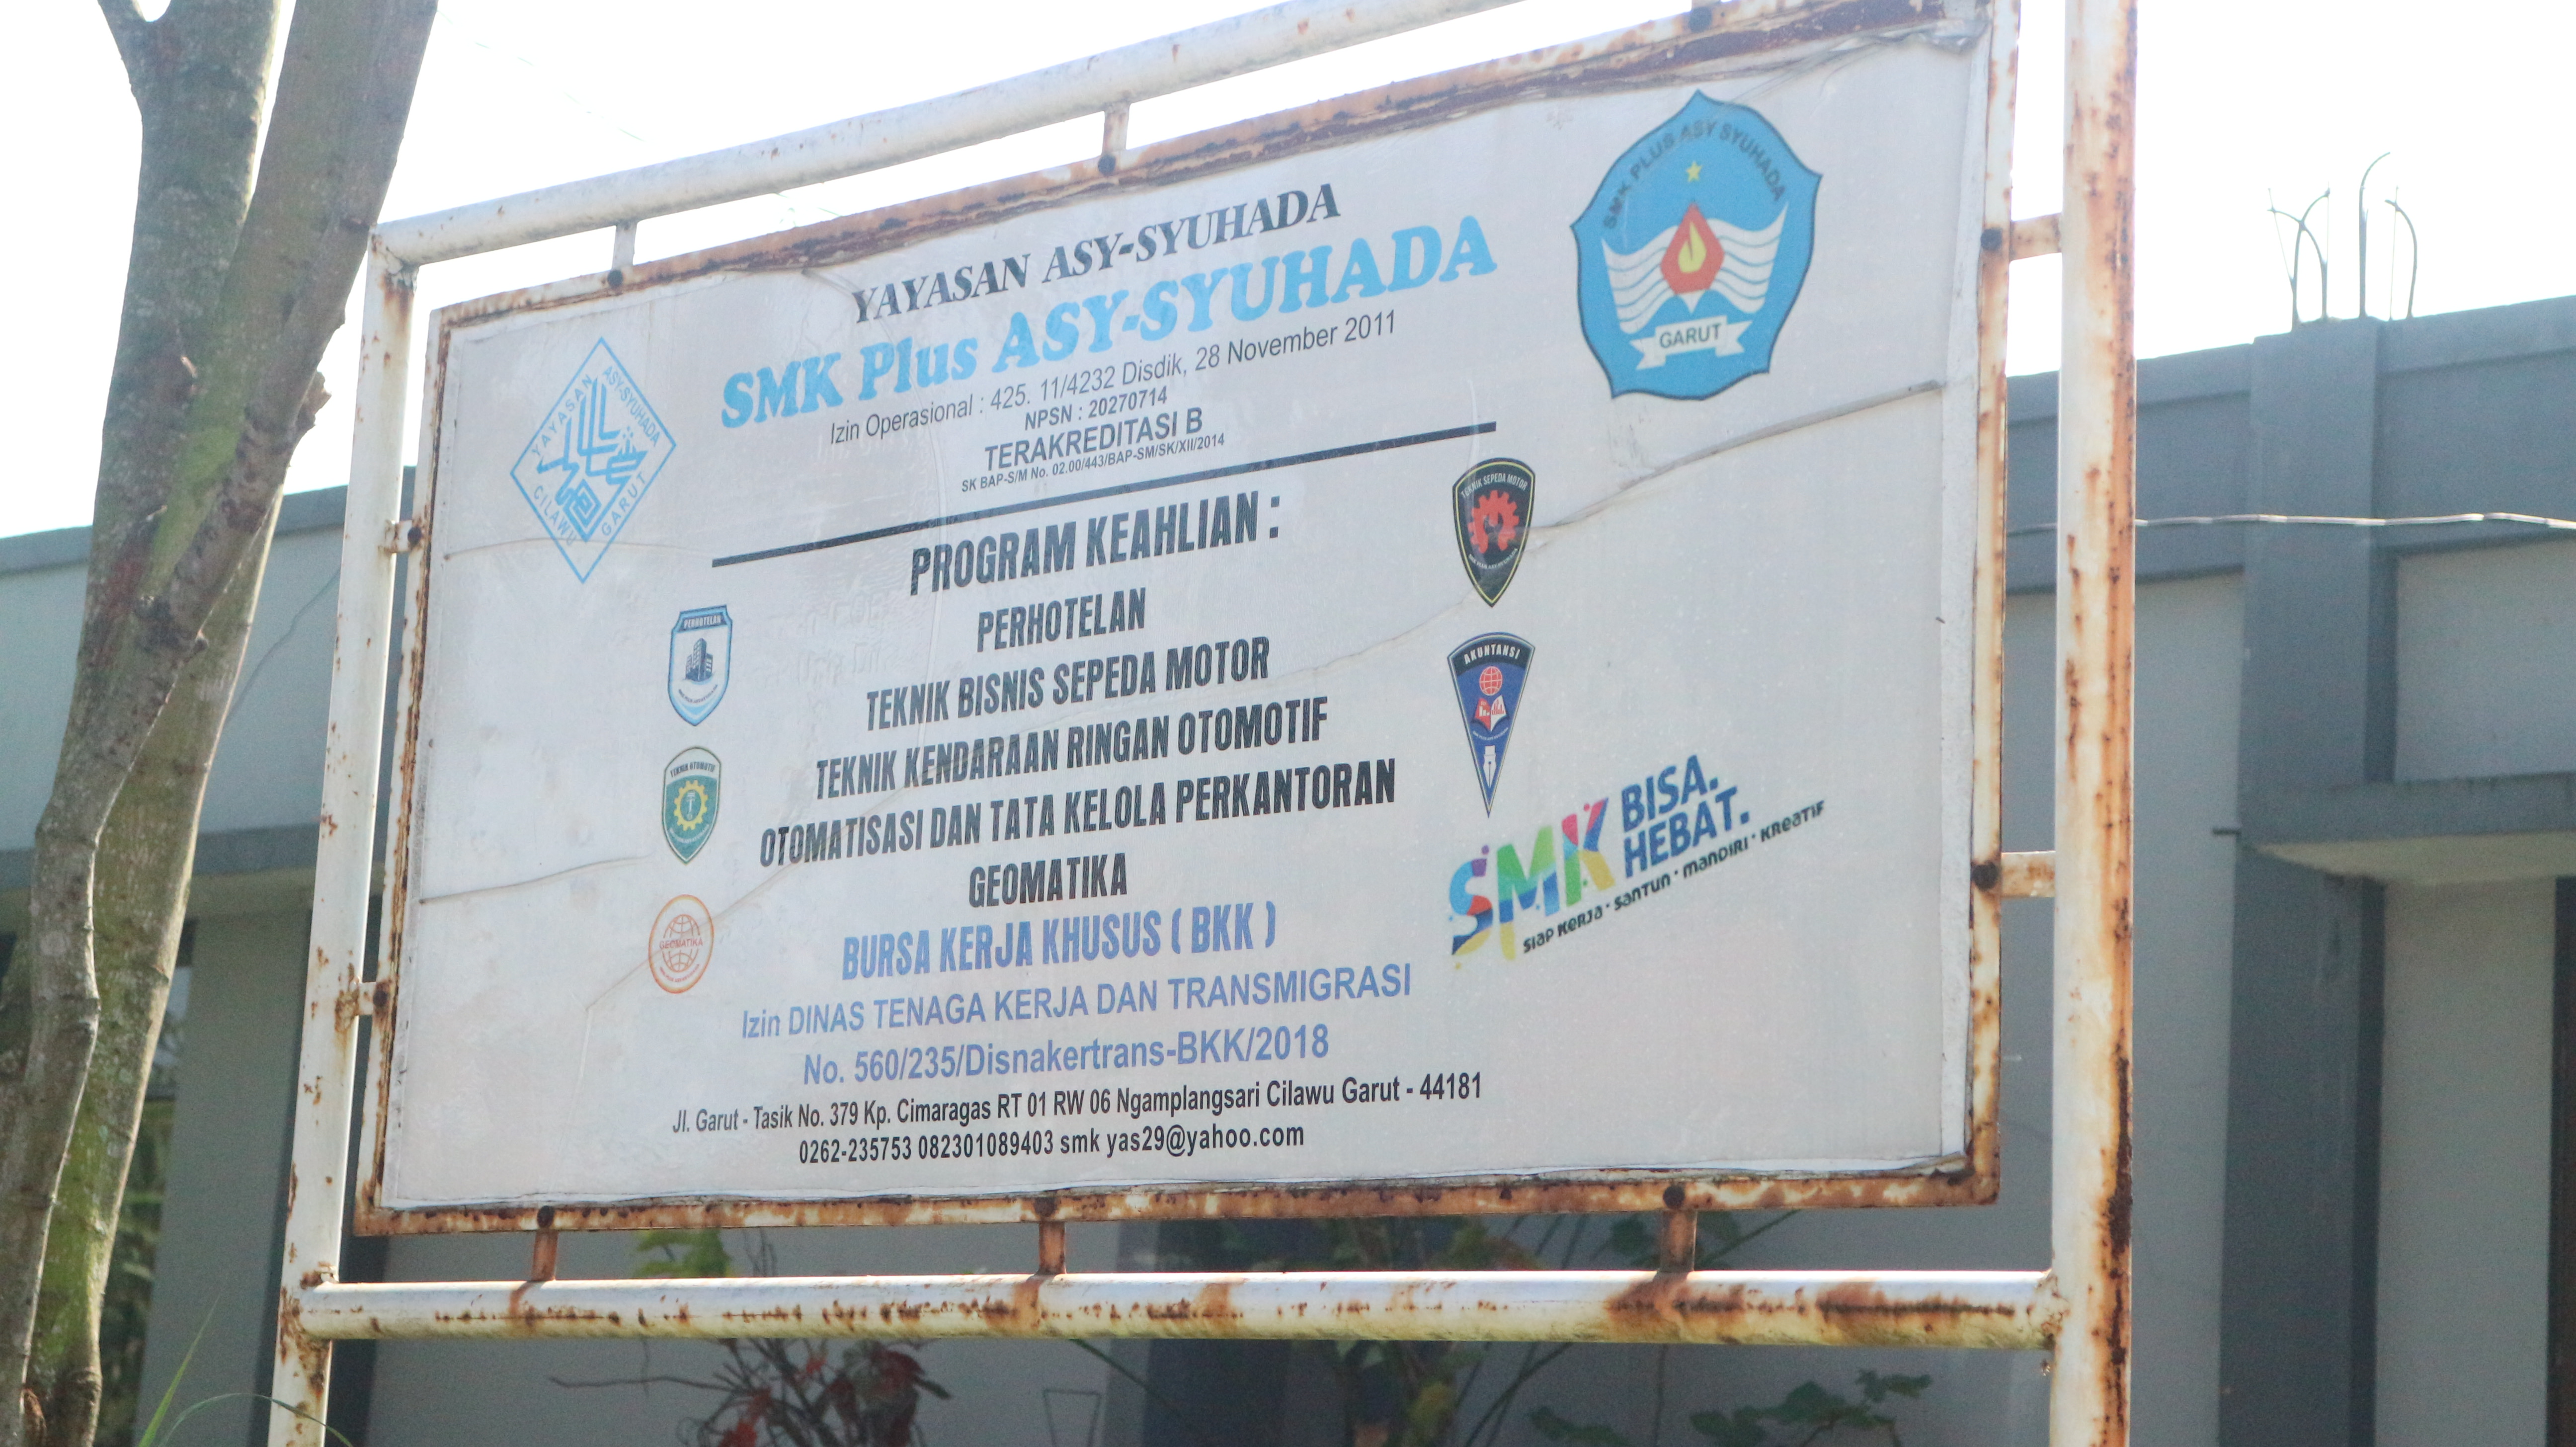 YAYASAN ASY-SYUHADA
SMK Plus ASY-SYUHADA
Izin Operasional : 425. 11/4232 Disdik, 28 November 2011
NPSN : 20270714
TERAKREDITASI B
SK BAP-S/M No. 02.00/443/BAP-SM/SK/XII/2014
YAYASAN ASY-SYUHADA
CILAWU GARUT
SMK PLUS ASY SYUHADA
GARUT
PROGRAM KEAHLIAN :
PERHOTELAN
TEKNIK BISNIS SEPEDA MOTOR
TEKNIK KENDARAAN RINGAN OTOMOTIF
OTOMATISASI DAN TATA KELOLA PERKANTORAN
GEOMATIKA
PERHOTELAN
TEKNIK OTOMOTIF
GEOMATIKA
TEKNIK SEPEDA MOTOR
AKUNTANSI
SMK BISA.
HEBAT.
SIAP KERJA · SANTUN · MANDIRI · KREATIF
BURSA KERJA KHUSUS ( BKK )
Izin DINAS TENAGA KERJA DAN TRANSMIGRASI
No. 560/235/Disnakertrans-BKK/2018
Jl. Garut - Tasik No. 379 Kp. Cimaragas RT 01 RW 06 Ngamplangsari Cilawu Garut - 44181
0262-235753 082301089403 smk yas29@yahoo.com